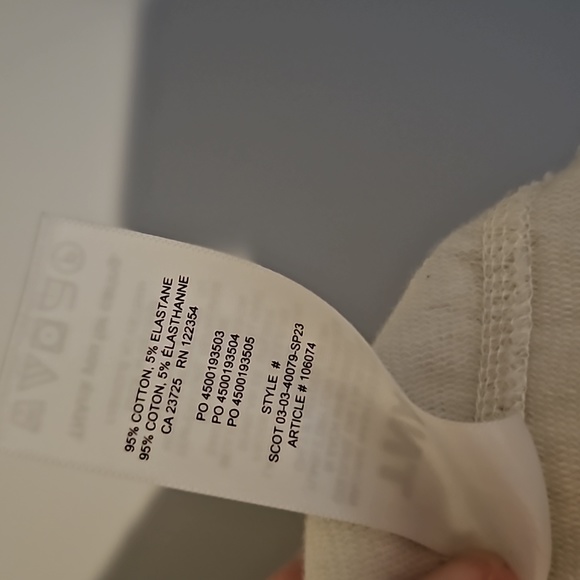 95% COTTON, 5% ELASTANE
95% COTON, 5% ÉLASTHANNE
CA 23725 RN 122354
PO 4500193503
PO 4500193504
PO 4500193505
STYLE #
SCOT 03-03-40079-SP23
ARTICLE # 106074